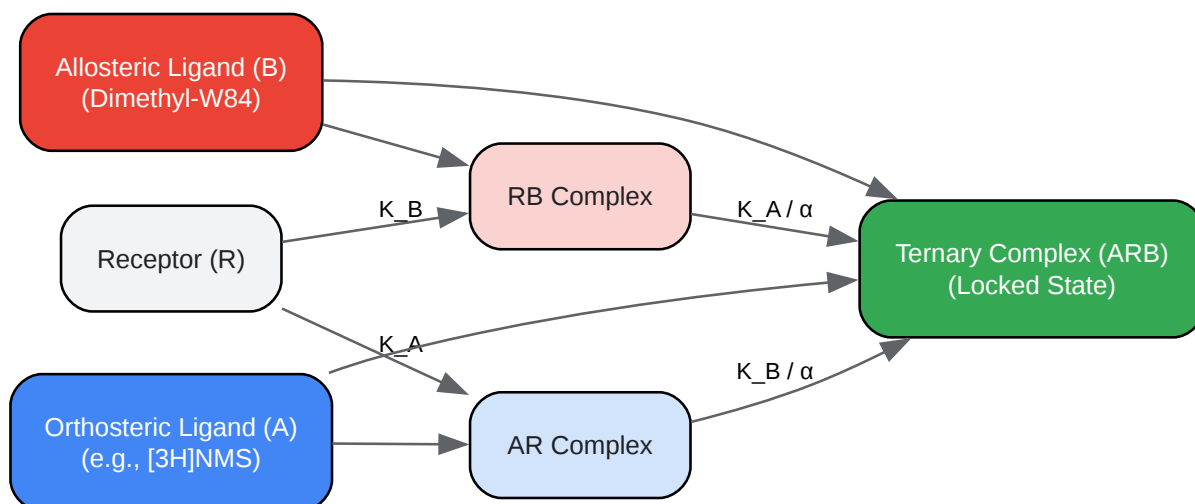 Allosteric Ligand (B)
(Dimethyl-W84)
RB Complex
K_B
K_A / α
Receptor (R)
Ternary Complex (ARB)
(Locked State)
K_A
K_B / α
Orthosteric Ligand (A)
(e.g., [3H]NMS)
AR Complex